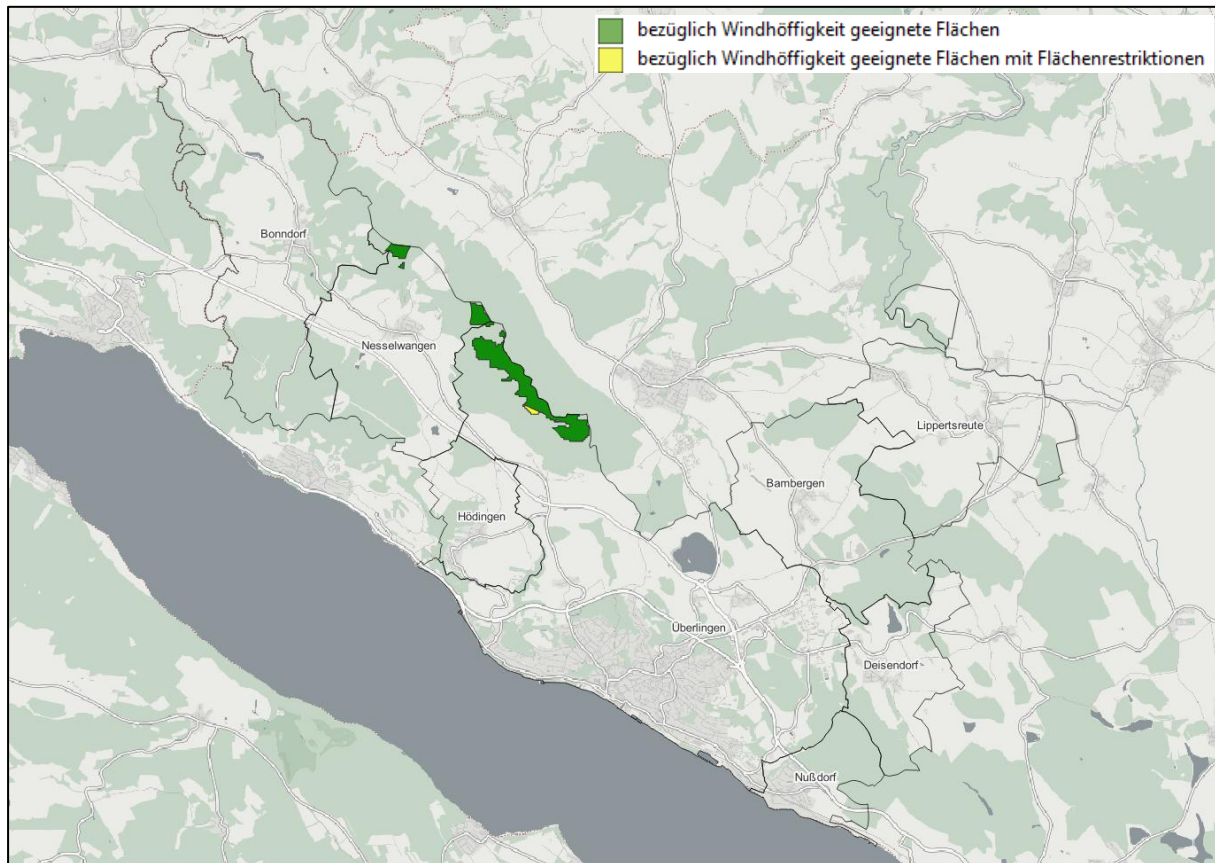 bezüglich Windhöffigkeit geeignete Flächen
bezüglich Windhöffigkeit geeignete Flächen mit Flächenrestriktionen
Bonndorf
Nesselwangen
Lippertsreute
Bambergen
Hödingen
Überlingen
Deisendorf
Nußdorf